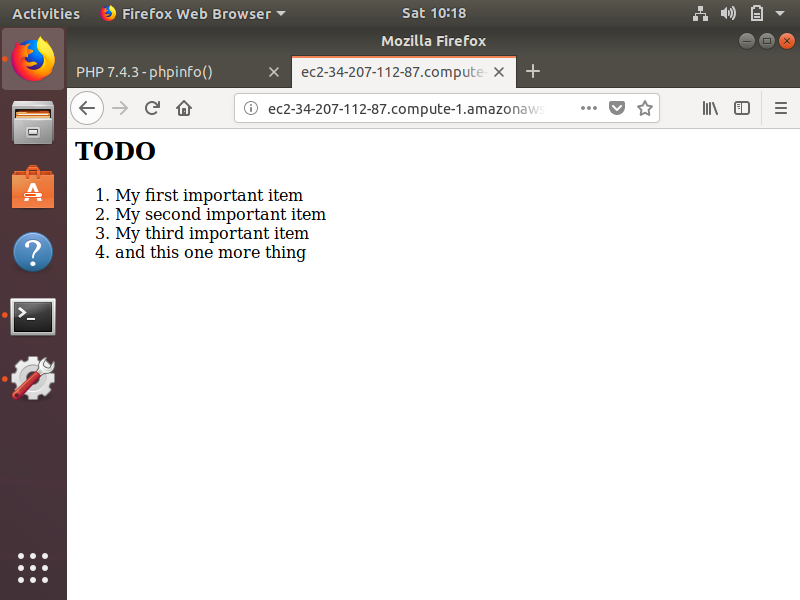 Activities Firefox Web Browser Sat 10:18
Mozilla Firefox
PHP 7.4.3 - phpinfo() ec2-34-207-112-87.compute-
ec2-34-207-112-87.compute-1.amazonaws
TODO
1. My first important item
2. My second important item
3. My third important item
4. and this one more thing